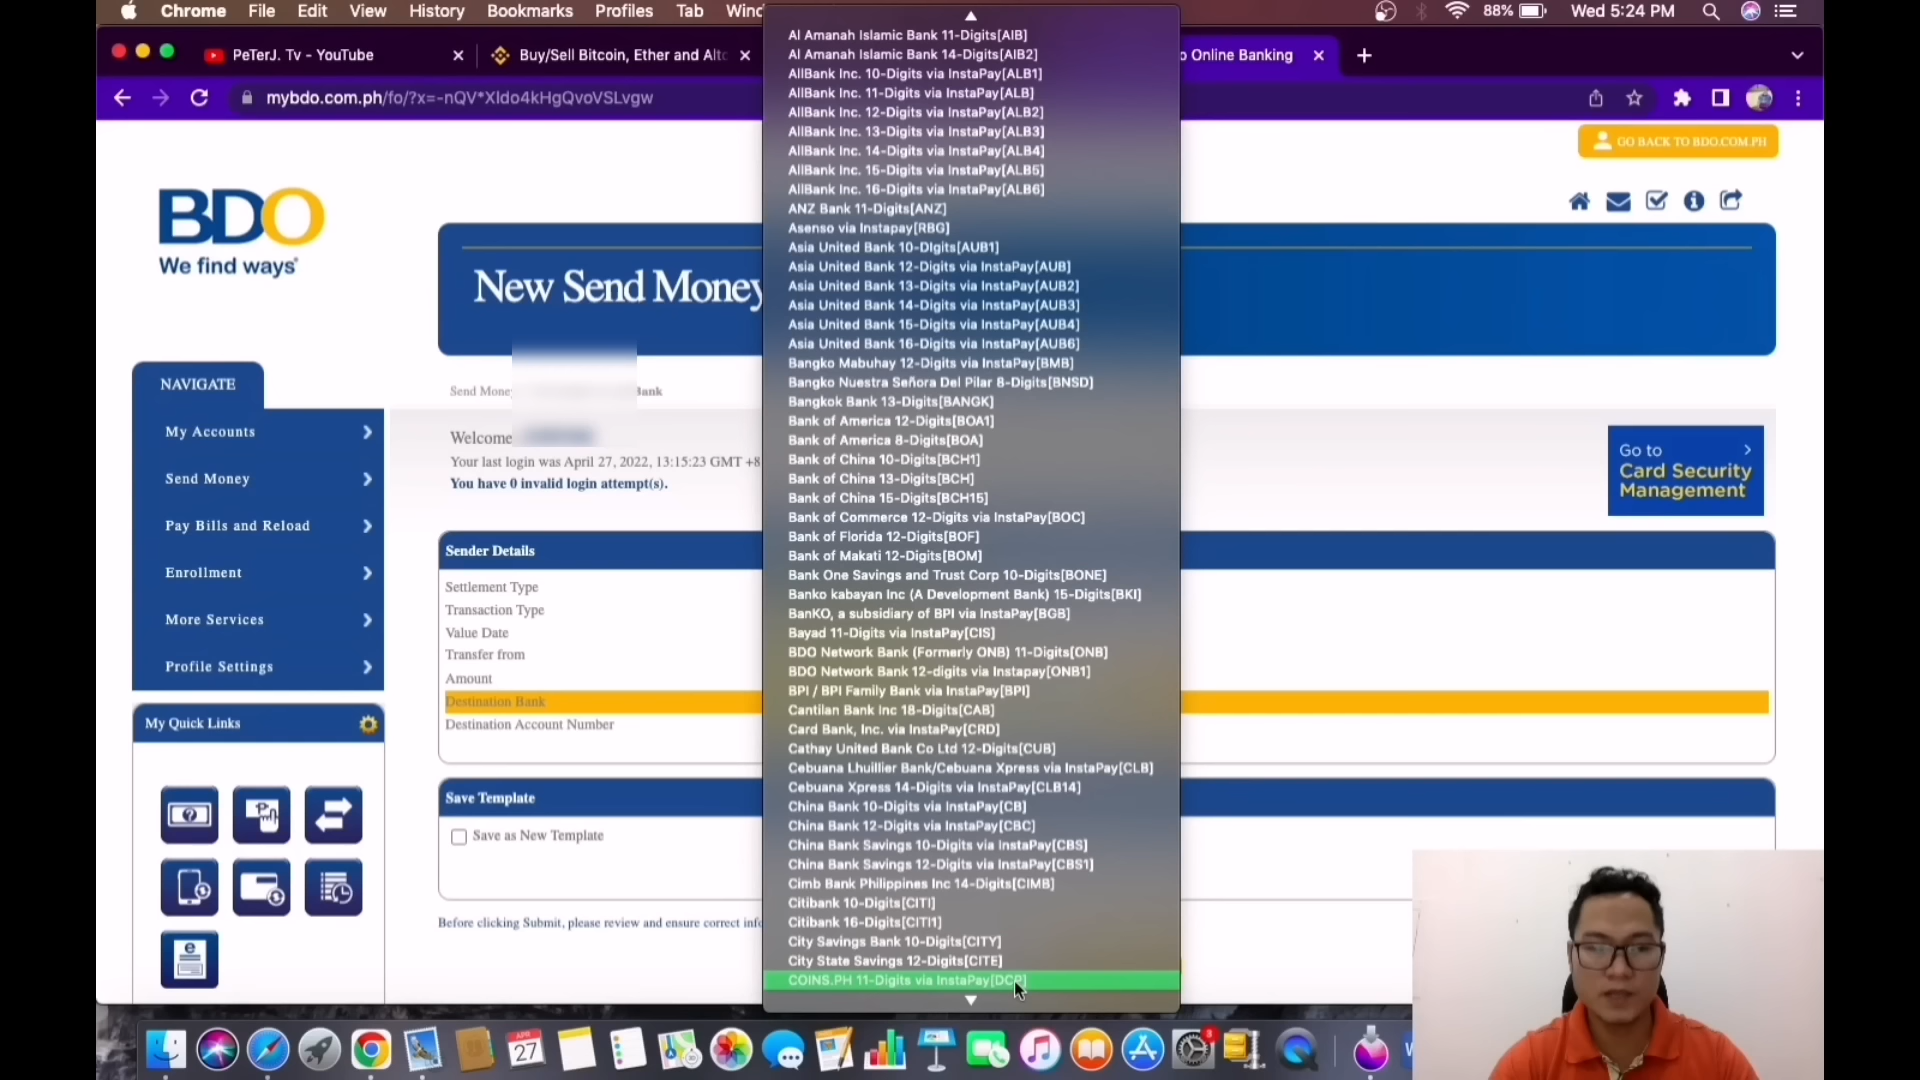 Chrome File Edit View History Bookmarks Profiles Tab Wind
88% Wed 5:24 PM
PeTerJ. Tv - YouTube
Buy/Sell Bitcoin, Ether and Altc
o Online Banking
mybdo.com.ph/fo/?x=-nQV*XIdo4kHgQvoVSLvgw
GO BACK TO BDO.COM.PH
BDO
We find ways
New Send Money
NAVIGATE
My Accounts
Send Money
Pay Bills and Reload
Enrollment
More Services
Profile Settings
My Quick Links
Send Money
Bank
Welcome
Your last login was April 27, 2022, 13:15:23 GMT +8
You have 0 invalid login attempt(s).
Go to
Card Security
Management
Sender Details
Settlement Type
Transaction Type
Value Date
Transfer from
Amount
Destination Bank
Destination Account Number
Save Template
Save as New Template
Before clicking Submit, please review and ensure correct info
Al Amanah Islamic Bank 11-Digits[AIB]
Al Amanah Islamic Bank 14-Digits[AIB2]
AllBank Inc. 10-Digits via InstaPay[ALB1]
AllBank Inc. 11-Digits via InstaPay[ALB]
AllBank Inc. 12-Digits via InstaPay[ALB2]
AllBank Inc. 13-Digits via InstaPay[ALB3]
AllBank Inc. 14-Digits via InstaPay[ALB4]
AllBank Inc. 15-Digits via InstaPay[ALB5]
AllBank Inc. 16-Digits via InstaPay[ALB6]
ANZ Bank 11-Digits[ANZ]
Asenso via Instapay[RBG]
Asia United Bank 10-DIgits[AUB1]
Asia United Bank 12-Digits via InstaPay[AUB]
Asia United Bank 13-Digits via InstaPay[AUB2]
Asia United Bank 14-Digits via InstaPay[AUB3]
Asia United Bank 15-Digits via InstaPay[AUB4]
Asia United Bank 16-Digits via InstaPay[AUB6]
Bangko Mabuhay 12-Digits via InstaPay[BMB]
Bangko Nuestra Señora Del Pilar 8-Digits[BNSD]
Bangkok Bank 13-Digits[BANGK]
Bank of America 12-Digits[BOA1]
Bank of America 8-Digits[BOA]
Bank of China 10-Digits[BCH1]
Bank of China 13-Digits[BCH]
Bank of China 15-Digits[BCH15]
Bank of Commerce 12-Digits via InstaPay[BOC]
Bank of Florida 12-Digits[BOF]
Bank of Makati 12-Digits[BOM]
Bank One Savings and Trust Corp 10-Digits[BONE]
Banko kabayan Inc (A Development Bank) 15-Digits[BKI]
BanKO, a subsidiary of BPI via InstaPay[BGB]
Bayad 11-Digits via InstaPay[CIS]
BDO Network Bank (Formerly ONB) 11-Digits[ONB]
BDO Network Bank 12-digits via Instapay[ONB1]
BPI / BPI Family Bank via InstaPay[BPI]
Cantilan Bank Inc 18-Digits[CAB]
Card Bank, Inc. via InstaPay[CRD]
Cathay United Bank Co Ltd 12-Digits[CUB]
Cebuana Lhuillier Bank/Cebuana Xpress via InstaPay[CLB]
Cebuana Xpress 14-Digits via InstaPay[CLB14]
China Bank 10-Digits via InstaPay[CB]
China Bank 12-Digits via InstaPay[CBC]
China Bank Savings 10-Digits via InstaPay[CBS]
China Bank Savings 12-Digits via InstaPay[CBS1]
Cimb Bank Philippines Inc 14-Digits[CIMB]
Citibank 10-Digits[CITI]
Citibank 16-Digits[CITI1]
City Savings Bank 10-Digits[CITY]
City State Savings 12-Digits[CITE]
COINS.PH 11-Digits via InstaPay[DCP]
APR
27
3